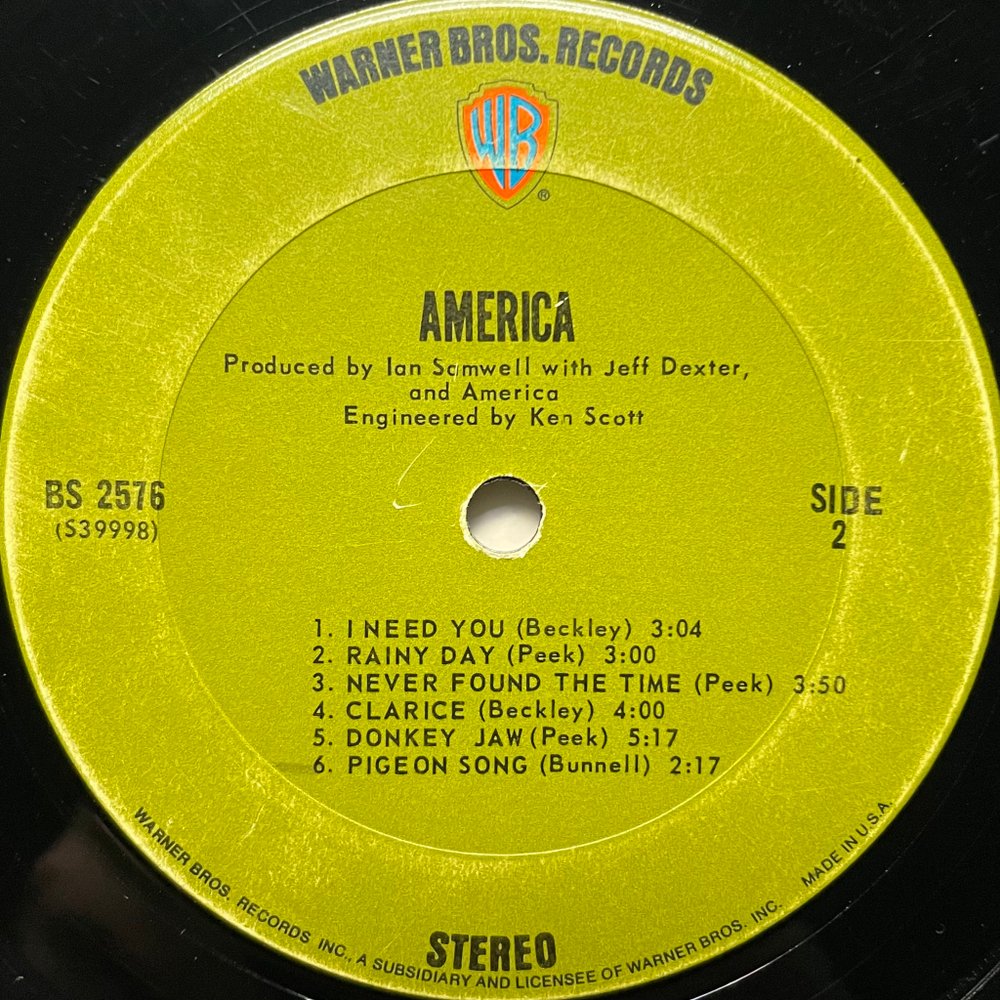 WARNER BROS. RECORDS
WB
®
AMERICA
Produced by Ian Samwell with Jeff Dexter,
and America
Engineered by Ken Scott
BS 2576
(S39998)
SIDE
2
1. I NEED YOU (Beckley) 3:04
2. RAINY DAY (Peek) 3:00
3. NEVER FOUND THE TIME (Peek) 3:50
4. CLARICE (Beckley) 4:00
5. DONKEY JAW (Peek) 5:17
6. PIGEON SONG (Bunnell) 2:17
STEREO
WARNER BROS. RECORDS INC., A SUBSIDIARY AND LICENSEE OF WARNER BROS. INC. MADE IN U.S.A.